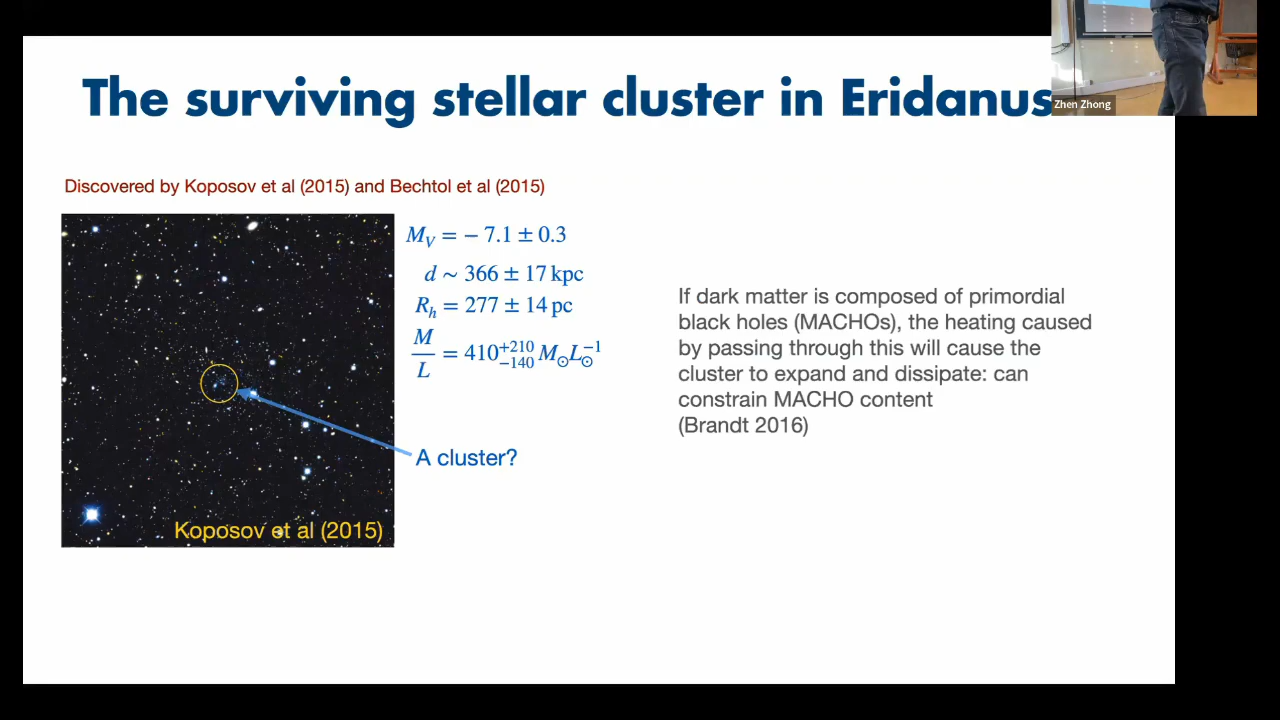 The surviving stellar cluster in Eridanus
Zhen Zhong
Discovered by Koposov et al (2015) and Bechtol et al (2015)
M_V = − 7.1 ± 0.3
d ∼ 366 ± 17 kpc
R_h = 277 ± 14 pc
M/L = 410^{+210}_{−140} M_⊙ L_⊙^{−1}
A cluster?
Koposov et al (2015)
If dark matter is composed of primordial
black holes (MACHOs), the heating caused
by passing through this will cause the
cluster to expand and dissipate: can
constrain MACHO content
(Brandt 2016)